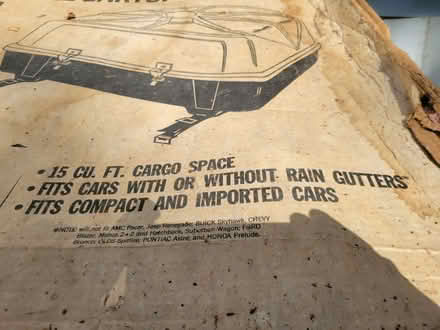 • 15 CU. FT. CARGO SPACE
• FITS CARS WITH OR WITHOUT RAIN GUTTERS
• FITS COMPACT AND IMPORTED CARS
will not fit AMC Pacer, Jeep Renegade; BUICK Skyhawk, CHEVY
Blazer, Monza 2+2 and Hatchback, Suburban Wagon; FORD
Bronco; OLDS Starfire; PONTIAC Astre; and HONDA Prelude.